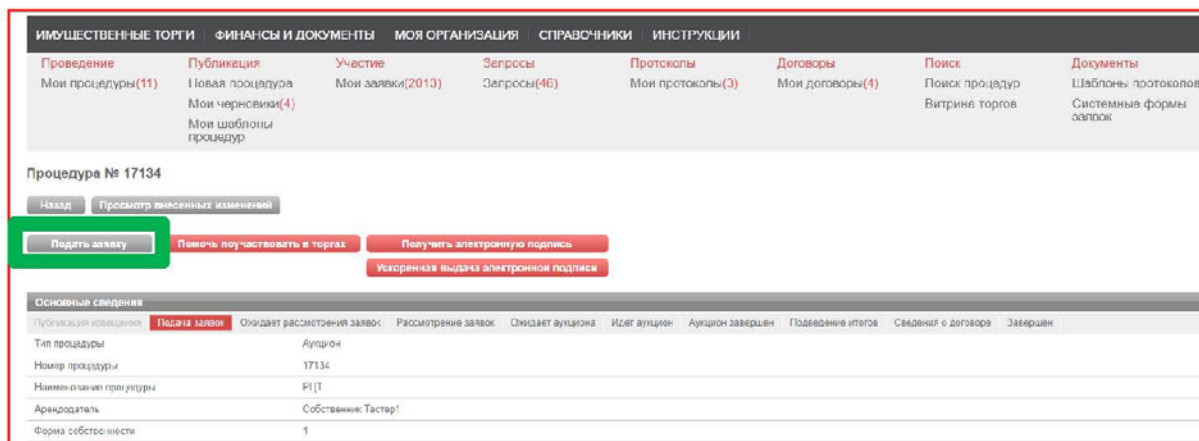 ИМУЩЕСТВЕННЫЕ ТОРГИ ФИНАНСЫ И ДОКУМЕНТЫ МОЯ ОРГАНИЗАЦИЯ СПРАВОЧНИКИ ИНСТРУКЦИИ
Проведение Публикация Участие Запросы Протоколы Договоры Поиск Документы
Мои процедуры(11) Новая процедура Мои заявки(2013) Запросы(46) Мои протоколы(3) Мои договоры(4) Поиск процедур Шаблоны протоколов
Мои черновики(4) Витрина торгов Системные формы заявок
Мои шаблоны процедур
Процедура № 17134
Назад Просмотр внесенных изменений
Подать заявку Помочь поучаствовать в торгах Получить электронную подпись
Ускоренная выдача электронной подписи
Основные сведения
Публикация извещения Подача заявок Ожидает рассмотрения заявок Рассмотрение заявок Ожидает аукциона Идет аукцион Аукцион завершен Подведение итогов Сведения о договоре Завершен
Тип процедуры Аукцион
Номер процедуры 17134
Наименование процедуры
Арендодатель Собственник Тестер1
Форма собственности 1